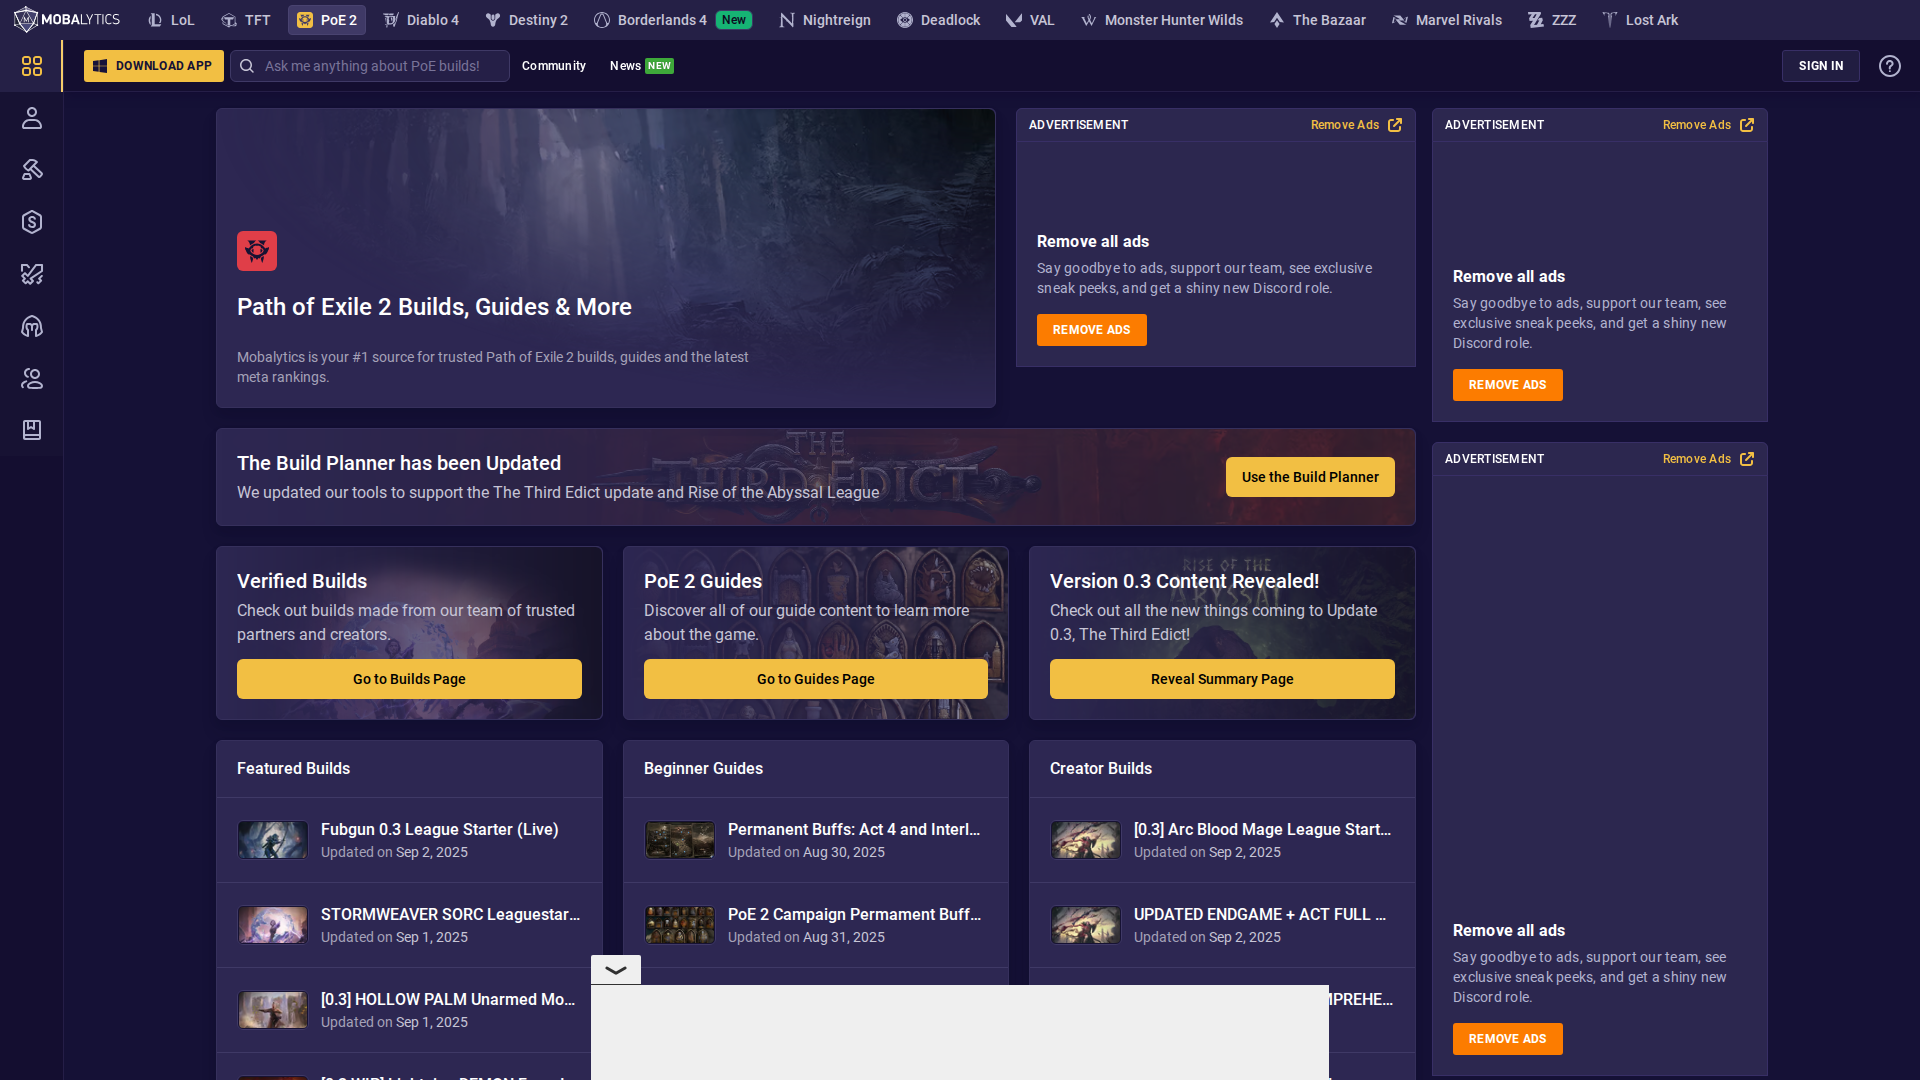 MOBALYTICS
LoL
TFT
PoE 2
Diablo 4
Destiny 2
Borderlands 4 New
Nightreign
Deadlock
VAL
Monster Hunter Wilds
The Bazaar
Marvel Rivals
ZZZ
Lost Ark
DOWNLOAD APP
Ask me anything about PoE builds!
Community
News NEW
SIGN IN
Path of Exile 2 Builds, Guides & More
Mobalytics is your #1 source for trusted Path of Exile 2 builds, guides and the latest
meta rankings.
ADVERTISEMENT
Remove Ads
Remove all ads
Say goodbye to ads, support our team, see exclusive
sneak peeks, and get a shiny new Discord role.
REMOVE ADS
ADVERTISEMENT
Remove Ads
Remove all ads
Say goodbye to ads, support our team, see
exclusive sneak peeks, and get a shiny new
Discord role.
REMOVE ADS
THE
THIRD EDICT
The Build Planner has been Updated
We updated our tools to support the The Third Edict update and Rise of the Abyssal League
Use the Build Planner
ADVERTISEMENT
Remove Ads
Remove all ads
Say goodbye to ads, support our team, see
exclusive sneak peeks, and get a shiny new
Discord role.
REMOVE ADS
Verified Builds
Check out builds made from our team of trusted
partners and creators.
Go to Builds Page
PoE 2 Guides
Discover all of our guide content to learn more
about the game.
Go to Guides Page
RISE OF THE
ABYSSAL
Version 0.3 Content Revealed!
Check out all the new things coming to Update
0.3, The Third Edict!
Reveal Summary Page
Featured Builds
Fubgun 0.3 League Starter (Live)
Updated on Sep 2, 2025
STORMWEAVER SORC Leaguestar...
Updated on Sep 1, 2025
[0.3] HOLLOW PALM Unarmed Mo...
Updated on Sep 1, 2025
Beginner Guides
Permanent Buffs: Act 4 and Interl...
Updated on Aug 30, 2025
PoE 2 Campaign Permament Buff...
Updated on Aug 31, 2025
Creator Builds
[0.3] Arc Blood Mage League Start...
Updated on Sep 2, 2025
UPDATED ENDGAME + ACT FULL ...
Updated on Sep 2, 2025
MPREHE...